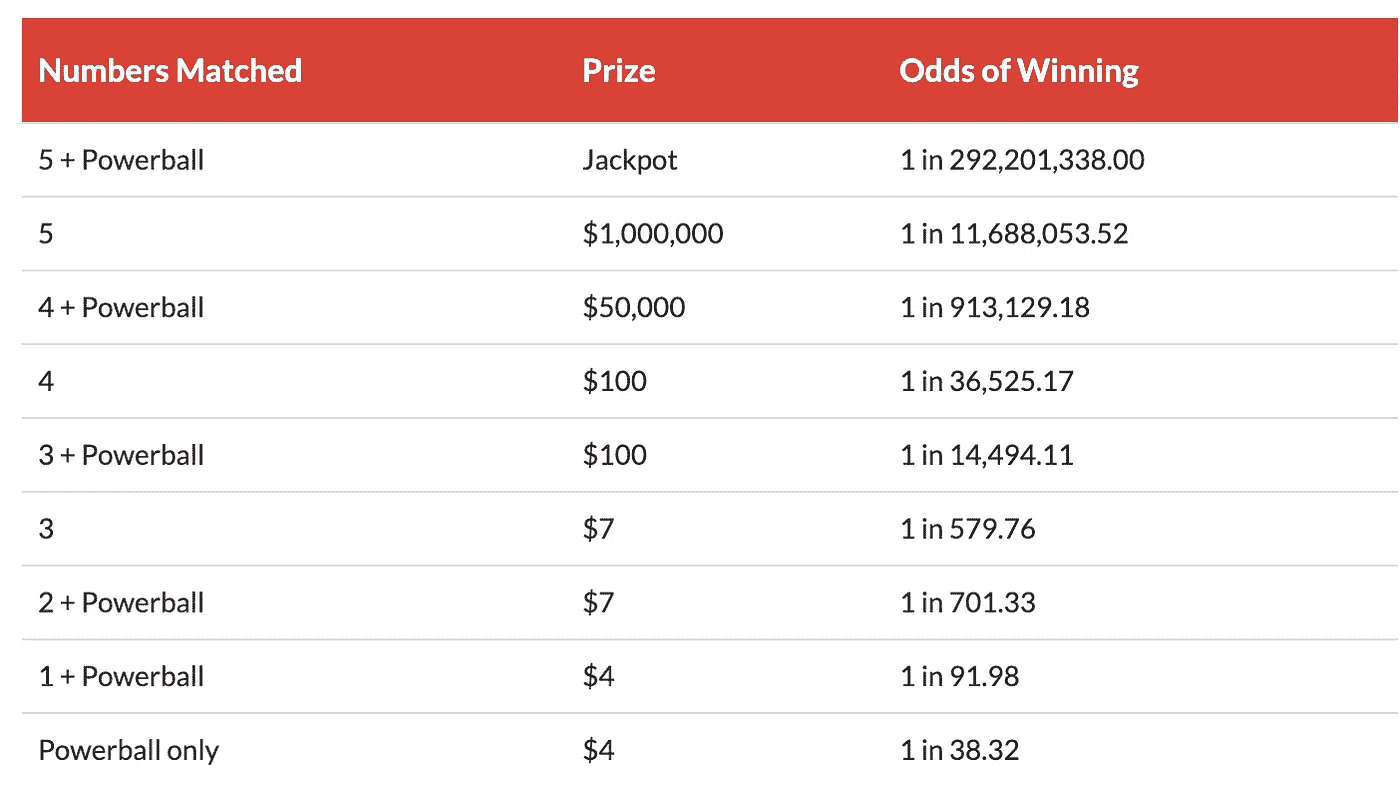 Numbers Matched Prize Odds of Winning
5 + Powerball Jackpot 1 in 292,201,338.00
5 $1,000,000 1 in 11,688,053.52
4 + Powerball $50,000 1 in 913,129.18
4 $100 1 in 36,525.17
3 + Powerball $100 1 in 14,494.11
3 $7 1 in 579.76
2 + Powerball $7 1 in 701.33
1 + Powerball $4 1 in 91.98
Powerball only $4 1 in 38.32